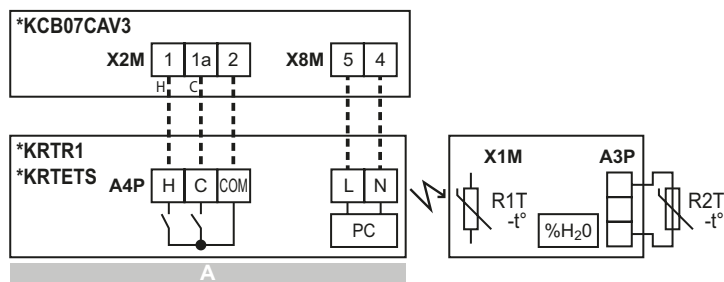 *KCB07CAV3
X2M 1 1a 2 X8M 5 4
H C
*KRTR1
*KRTETS
A4P H C COM L N
PC
X1M A3P
R1T
-t°
%H₂0
R2T
-t°
A